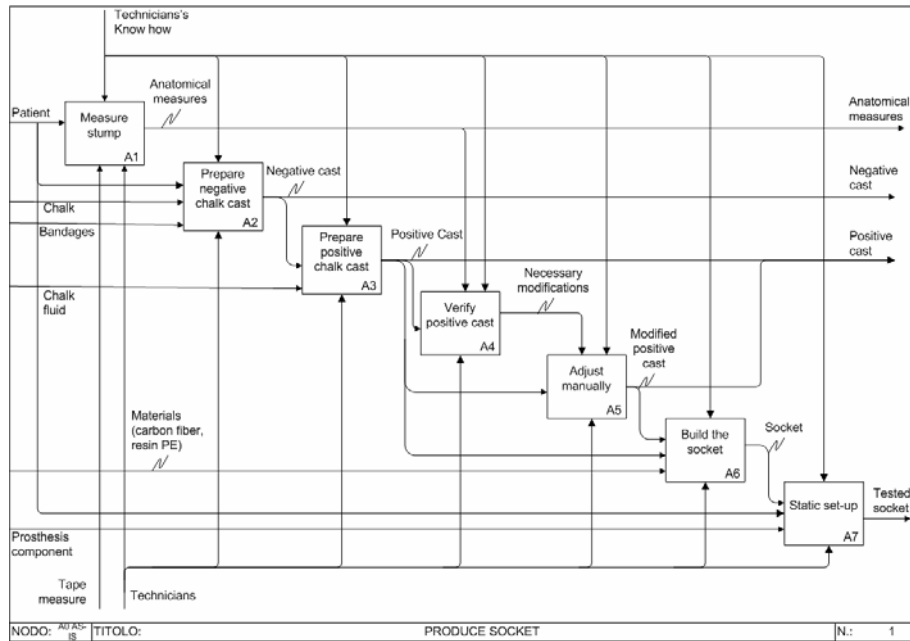 Technicians's
Know how
Anatomical
measures
Anatomical
measures
Patient
Measure
stump
A1
Prepare
negative
chalk cast
A2
Negative cast
Negative
cast
Chalk
Bandages
Prepare
positive
chalk cast
A3
Positive Cast
Positive
cast
Chalk
fluid
Necessary
modifications
Verify
positive cast
A4
Modified
positive
cast
Adjust
manually
A5
Materials
(carbon fiber,
resin PE)
Build the
socket
A6
Socket
Static set-up
A7
Tested
socket
Prosthesis
component
Tape
measure
Technicians
NODO: A0 AS-
IS
TITOLO:
PRODUCE SOCKET
N.: 1